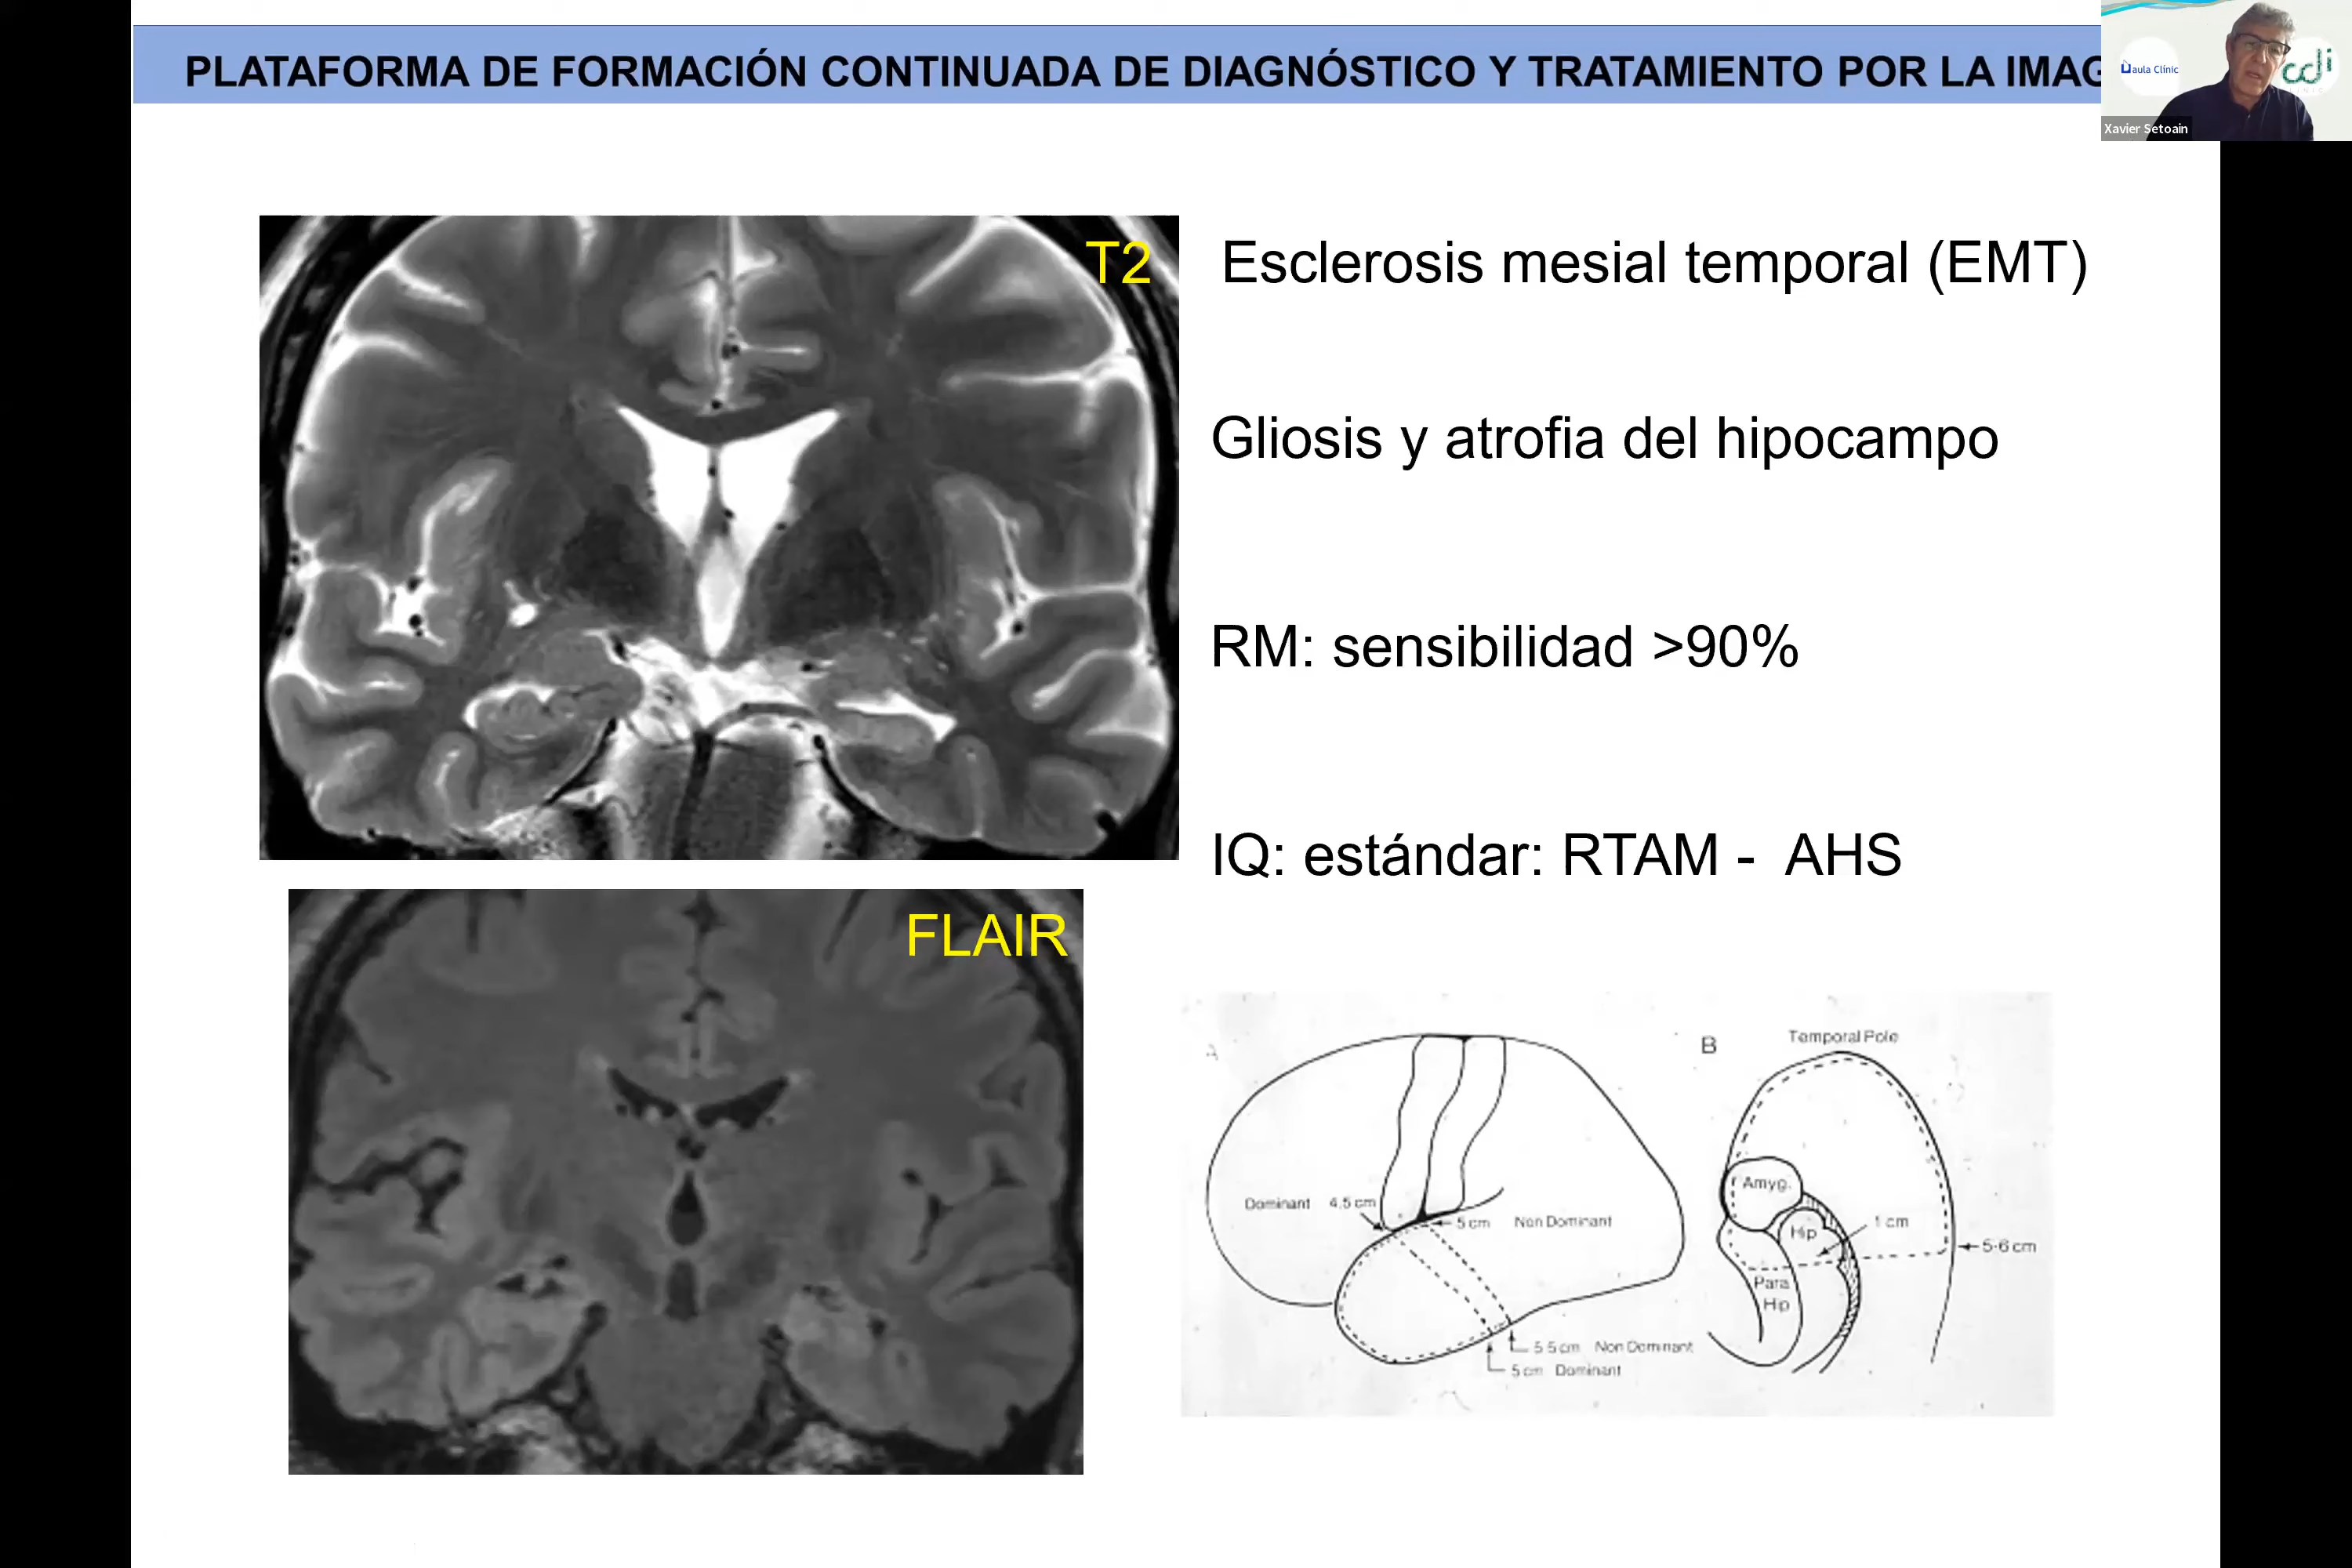 PLATAFORMA DE FORMACIÓN CONTINUADA DE DIAGNÓSTICO Y TRATAMIENTO POR LA IMAG
aula Clínic
cdi
Xavier Setoain
T2
Esclerosis mesial temporal (EMT)
Gliosis y atrofia del hipocampo
RM: sensibilidad >90%
IQ: estándar: RTAM - AHS
FLAIR
A
Dominant 4.5 cm
5 cm Non Dominant
5.5 cm Non Dominant
5 cm Dominant
B
Temporal Pole
Amyg.
Hip
1 cm
5-6 cm
Para
Hip